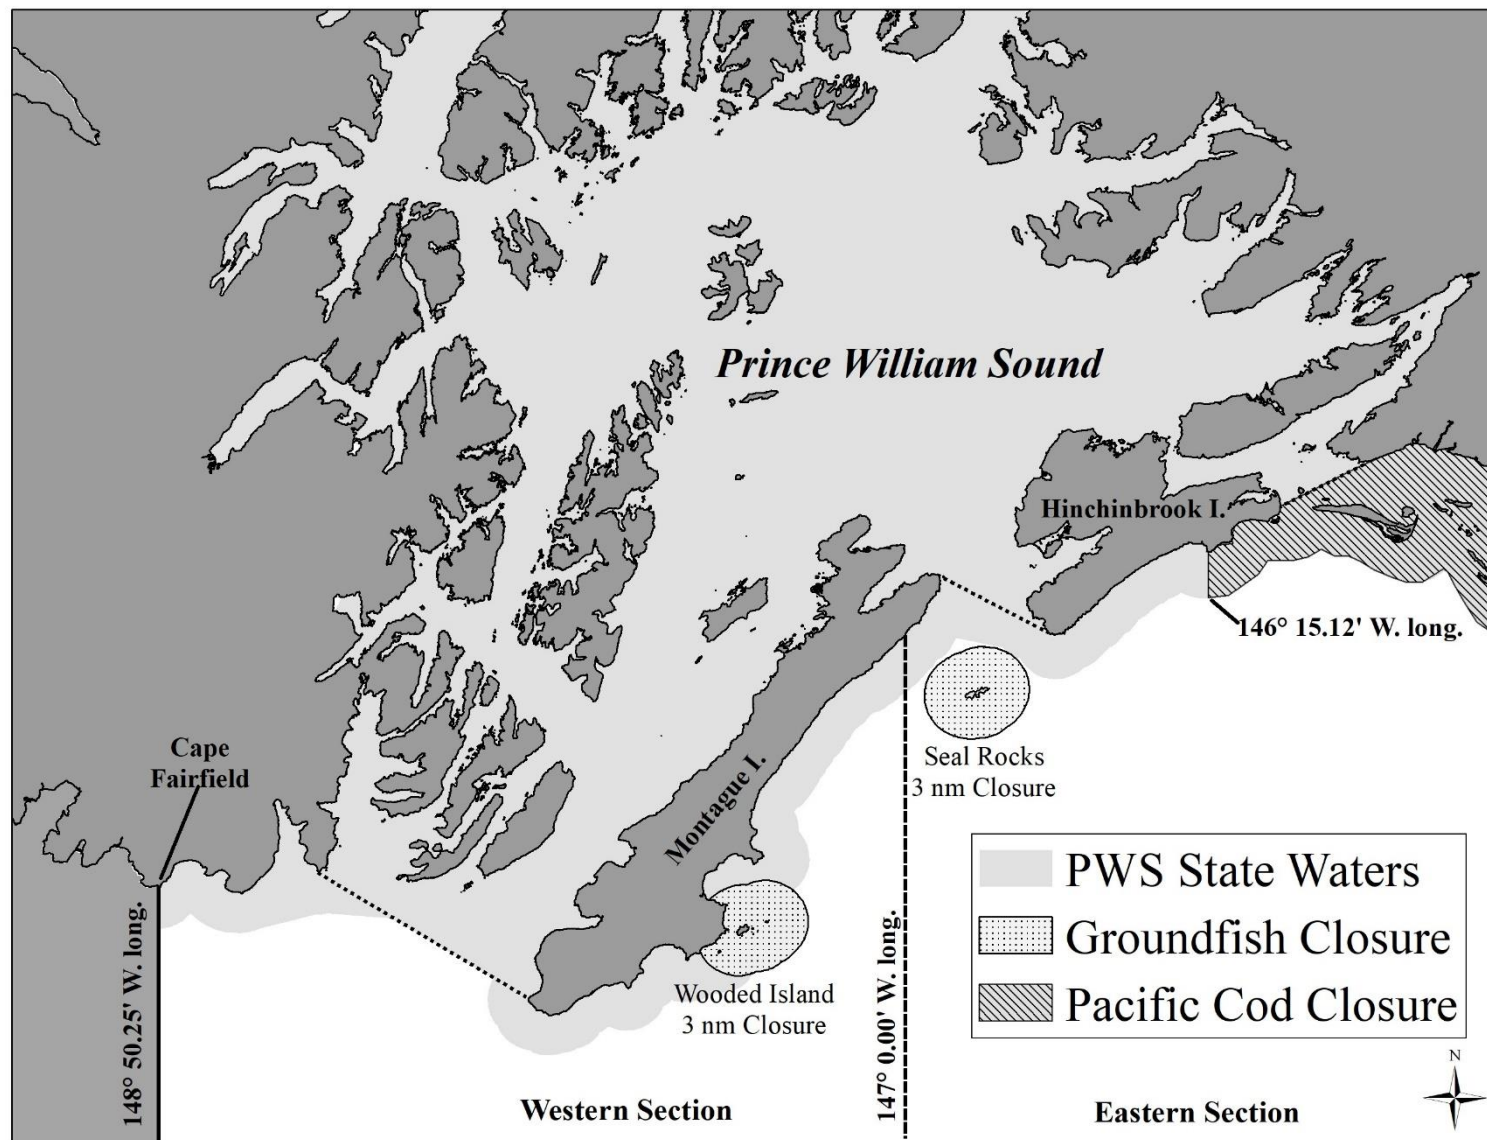 Prince William Sound
Hinchinbrook I.
146° 15.12' W. long.
Cape
Fairfield
Montague I.
Seal Rocks
3 nm Closure
PWS State Waters
Groundfish Closure
Pacific Cod Closure
Wooded Island
3 nm Closure
148° 50.25' W. long.
147° 0.00' W. long.
N
Western Section
Eastern Section